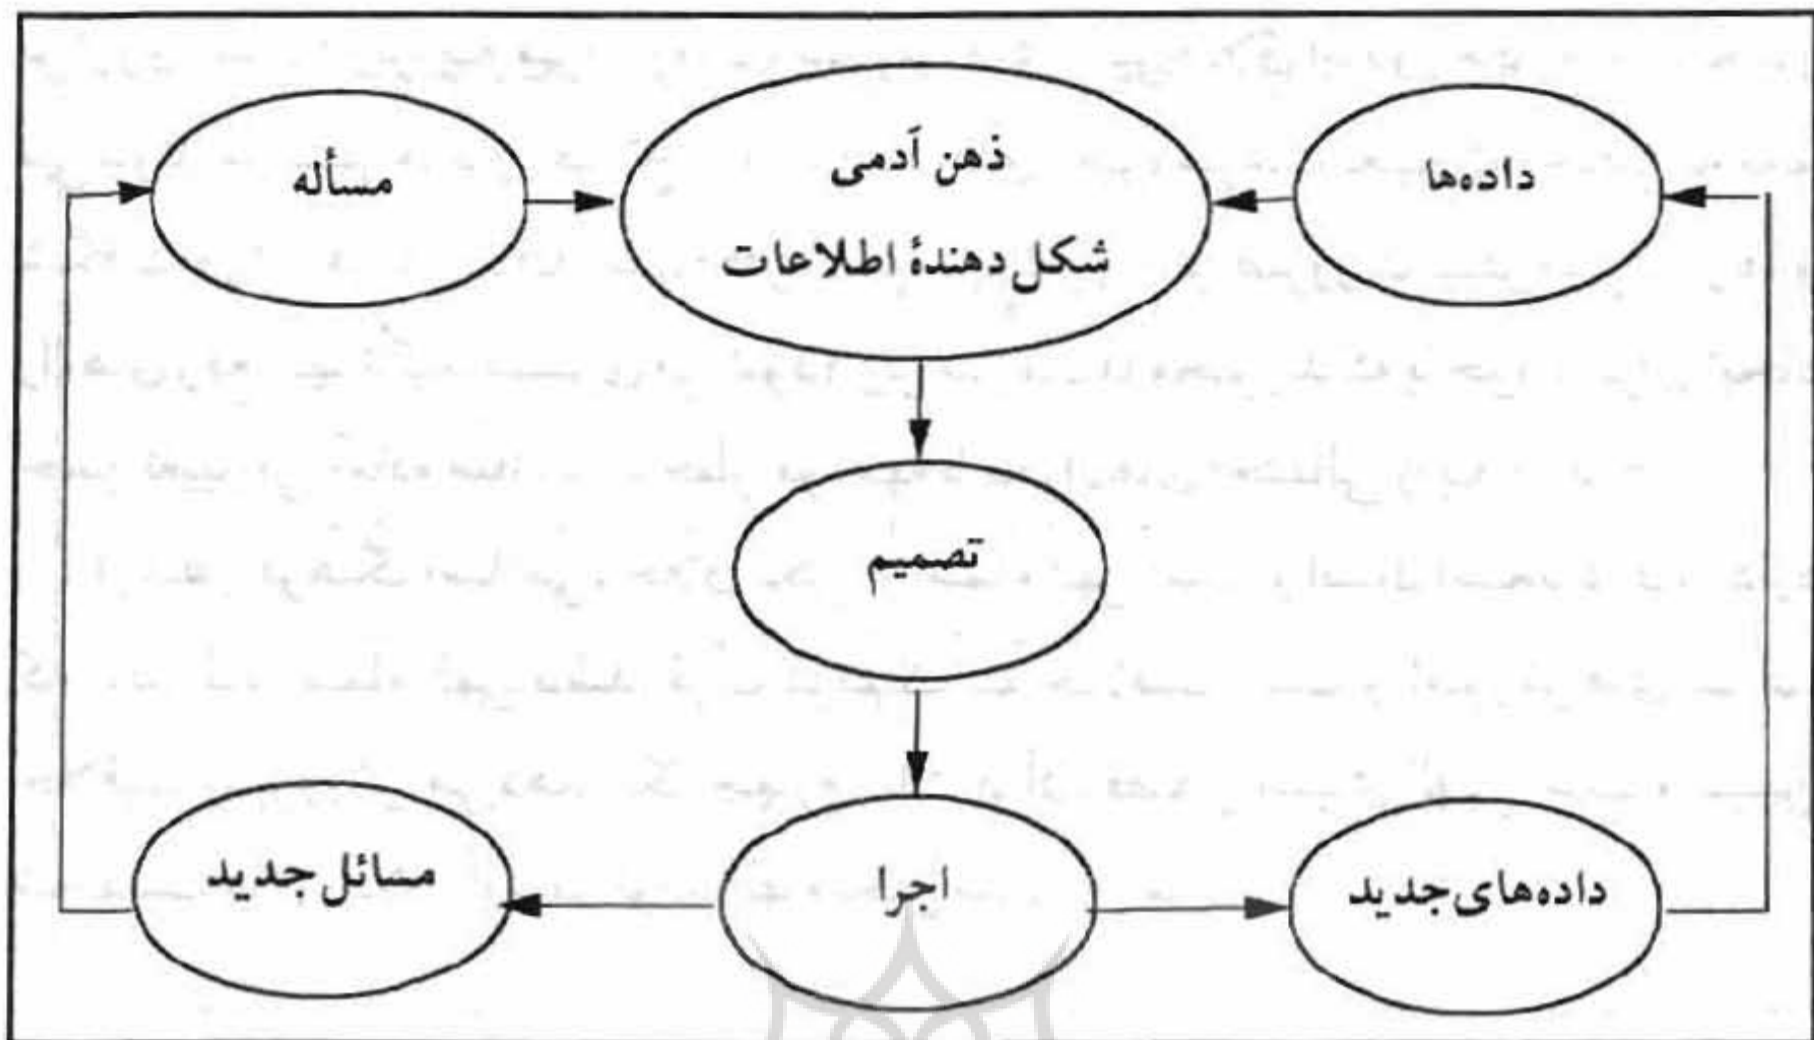 داده‌ها
ذهن آدمی
شکل‌دهندهٔ اطلاعات
مسأله
تصمیم
داده‌های جدید
اجرا
مسائل جدید